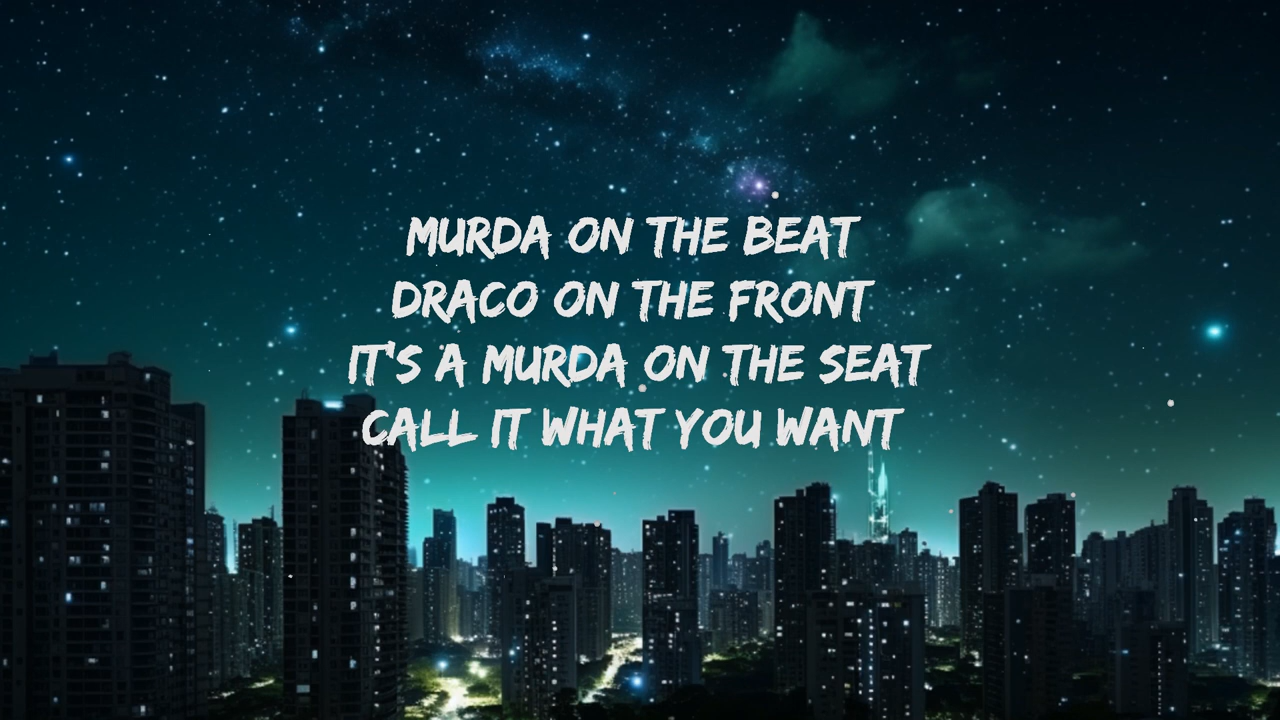 MURDA ON THE BEAT
DRACO ON THE FRONT
IT'S A MURDA ON THE SEAT
CALL IT WHAT YOU WANT